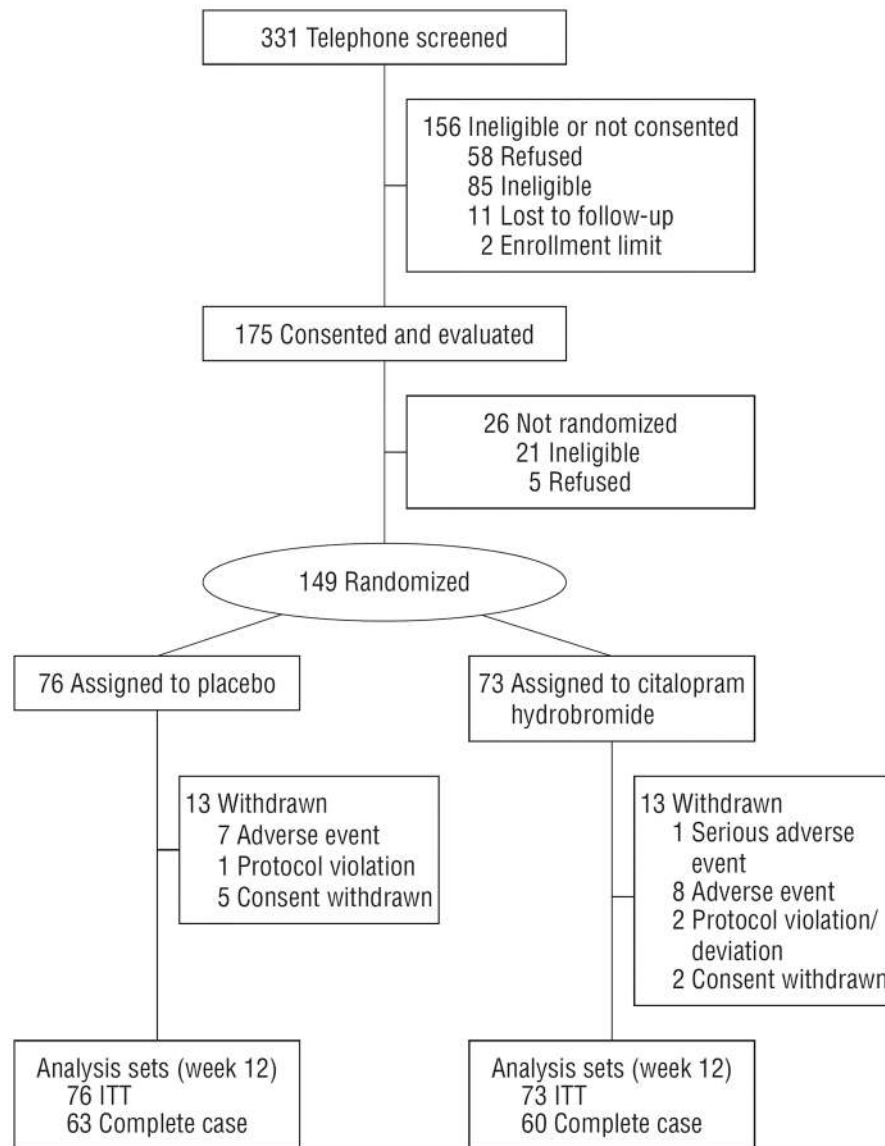 331 Telephone screened
156 Ineligible or not consented
58 Refused
85 Ineligible
11 Lost to follow-up
2 Enrollment limit
175 Consented and evaluated
26 Not randomized
21 Ineligible
5 Refused
149 Randomized
76 Assigned to placebo
73 Assigned to citalopram
hydrobromide
13 Withdrawn
7 Adverse event
1 Protocol violation
5 Consent withdrawn
13 Withdrawn
1 Serious adverse
event
8 Adverse event
2 Protocol violation/
deviation
2 Consent withdrawn
Analysis sets (week 12)
76 ITT
63 Complete case
Analysis sets (week 12)
73 ITT
60 Complete case